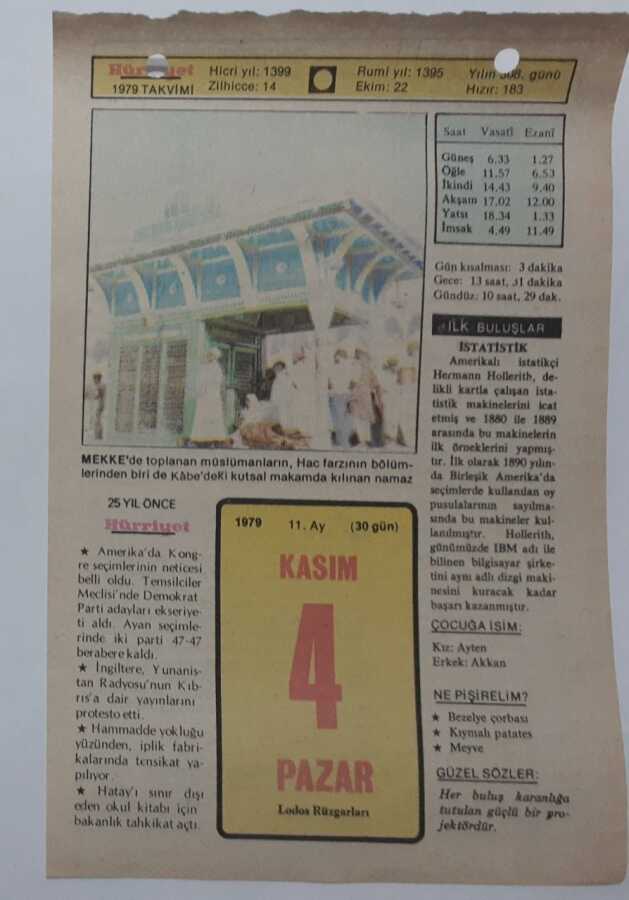 Hürriyet
1979 TAKVİMİ
Hicri yıl: 1399
Zilhicce: 14
Rumi yıl: 1395
Ekim: 22
Yılın 308. günü
Hızır: 183
Saat Vasatî Ezanî
Güneş 6.33 1.27
Öğle 11.57 6.53
İkindi 14.43 9.40
Akşam 17.02 12.00
Yatsı 18.34 1.33
İmsak 4.49 11.49
Gün kısalması: 3 dakika
Gece: 13 saat, 31 dakika
Gündüz: 10 saat, 29 dak.
İLK BULUŞLAR
İSTATİSTİK
Amerikalı istatikçi
Hermann Hollerith, de-
likli kartla çalışan ista-
tistik makinelerini icat
etmiş ve 1880 ile 1889
arasında bu makinelerin
ilk örneklerini yapmış-
tır. İlk olarak 1890 yılın-
da Birleşik Amerika'da
seçimlerde kullanılan oy
pusulalarının sayılma-
sında bu makineler kul-
lanılmıştır. Hollerith,
günümüzde IBM adı ile
bilinen bilgisayar şirke-
tini aynı adlı dizgi maki-
nesini kuracak kadar
başarı kazanmıştır.
ÇOCUĞA İSİM:
Kız: Ayten
Erkek: Akkan
NE PİŞİRELİM?
★ Bezelye çorbası
★ Kıymalı patates
★ Meyve
GÜZEL SÖZLER:
Her buluş karanlığa
tutulan güçlü bir pro-
jektördür.
MEKKE'de toplanan müslümanların, Hac farzının bölüm-
lerinden biri de Kâbe'deki kutsal makamda kılınan namaz
25 YIL ÖNCE
Hürriyet
★ Amerika'da Kong-
re seçimlerinin neticesi
belli oldu. Temsilciler
Meclisi'nde Demokrat
Parti adayları ekseriye-
ti aldı. Ayan seçimle-
rinde iki parti 47-47
berabere kaldı.
★ İngiltere, Yunanis-
tan Radyosu'nun Kıb-
rıs'a dair yayınlarını
protesto etti.
★ Hammadde yokluğu
yüzünden, iplik fabri-
kalarında tensikat ya-
pılıyor.
★ Hatay'ı sınır dışı
eden okul kitabı için
bakanlık tahkikat açtı.
1979 11. Ay (30 gün)
KASIM
4
PAZAR
Lodos Rüzgarları